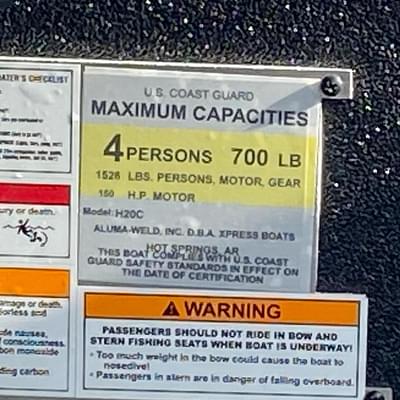 ATER'S CHECKLIST
U.S. COAST GUARD
MAXIMUM CAPACITIES
4 PERSONS 700 LB
1526 LBS. PERSONS, MOTOR, GEAR
150 H.P. MOTOR
Model: H20C
ALUMA-WELD, INC. D.B.A. XPRESS BOATS
HOT SPRINGS, AR
THIS BOAT COMPLIES WITH U.S. COAST
GUARD SAFETY STANDARDS IN EFFECT ON
THE DATE OF CERTIFICATION
ury or death.
amage or death.
WARNING
PASSENGERS SHOULD NOT RIDE IN BOW AND
STERN FISHING SEATS WHEN BOAT IS UNDERWAY!
• Too much weight in the bow could cause the boat to
nosedive!
• Passengers in stern are in danger of falling overboard.
de nausea,
f consciousness.
bon monoxide
ding carbon